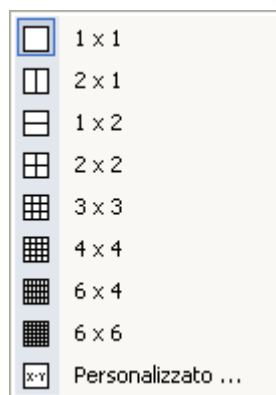 1 x 1
2 x 1
1 x 2
2 x 2
3 x 3
4 x 4
6 x 4
6 x 6
X-Y Personalizzato ...